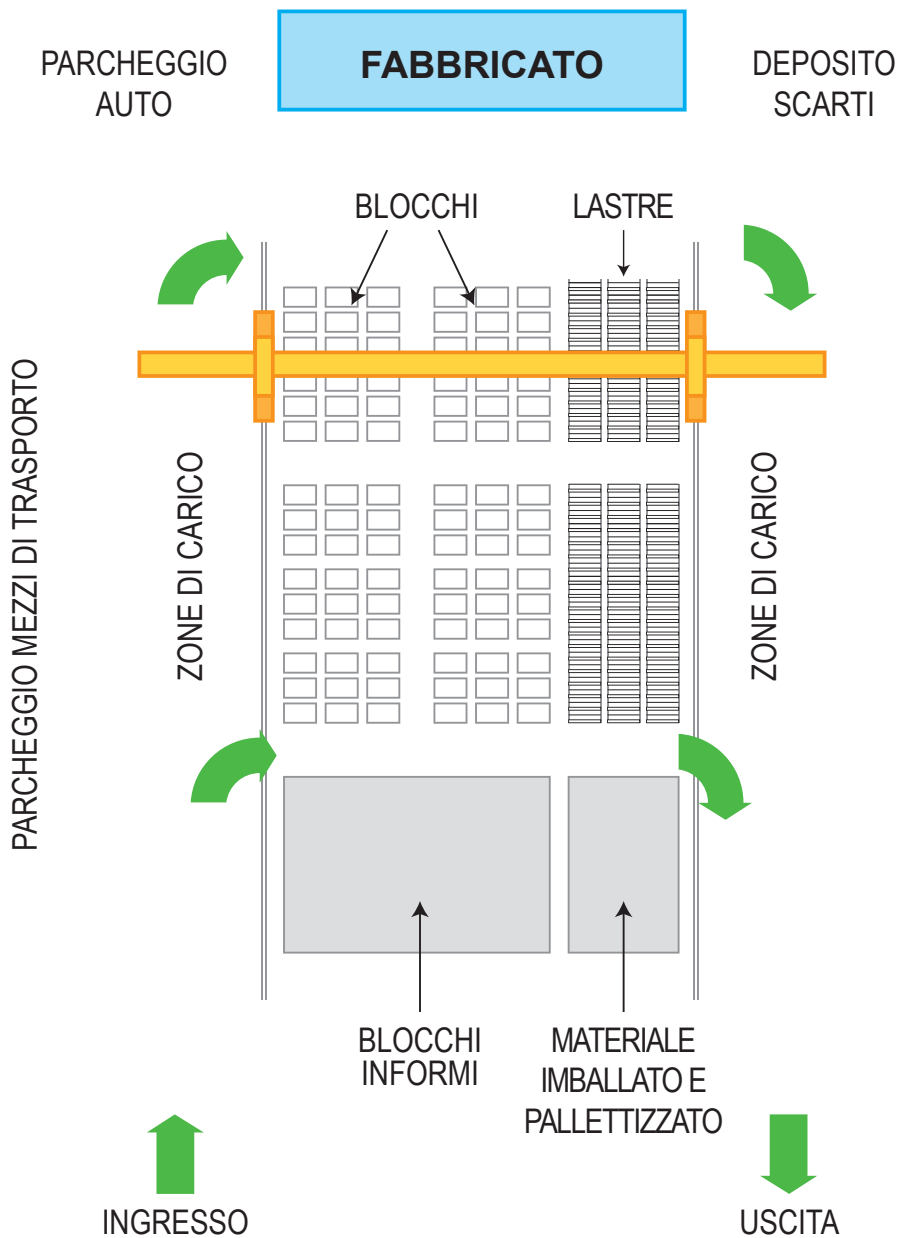 PARCHEGGIO
AUTO
FABBRICATO
DEPOSITO
SCARTI
BLOCCHI
LASTRE
PARCHEGGIO MEZZI DI TRASPORTO
ZONE DI CARICO
ZONE DI CARICO
BLOCCHI
INFORMI
MATERIALE
IMBALLATO E
PALLETTIZZATO
INGRESSO
USCITA